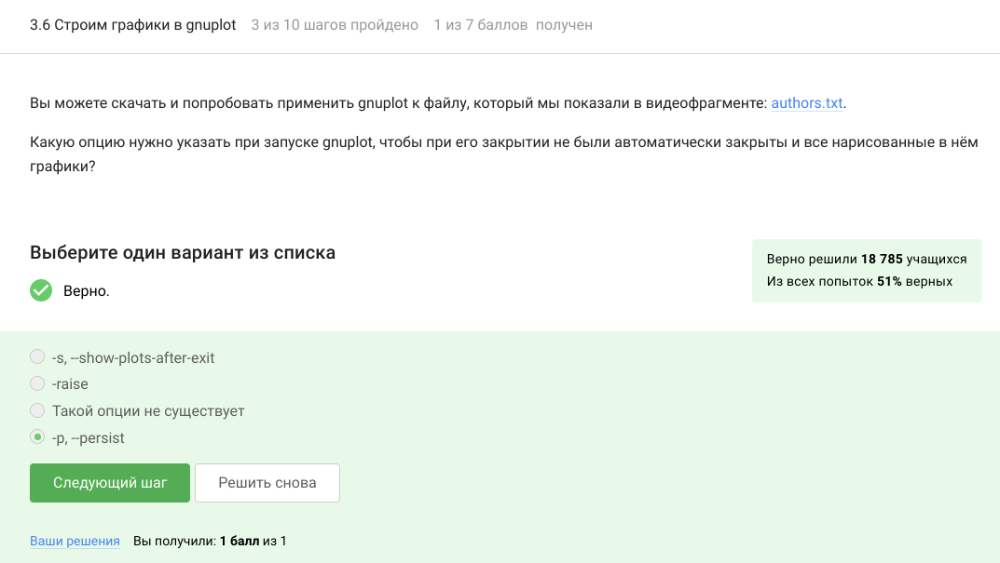 3.6 Строим графики в gnuplot 3 из 10 шагов пройдено 1 из 7 баллов получен
Вы можете скачать и попробовать применить gnuplot к файлу, который мы показали в видеофрагменте: authors.txt.
Какую опцию нужно указать при запуске gnuplot, чтобы при его закрытии не были автоматически закрыты и все нарисованные в нём
графики?
Выберите один вариант из списка
Верно.
Верно решили 18 785 учащихся
Из всех попыток 51% верных
-s, --show-plots-after-exit
-raise
Такой опции не существует
-p, --persist
Следующий шаг Решить снова
Ваши решения Вы получили: 1 балл из 1